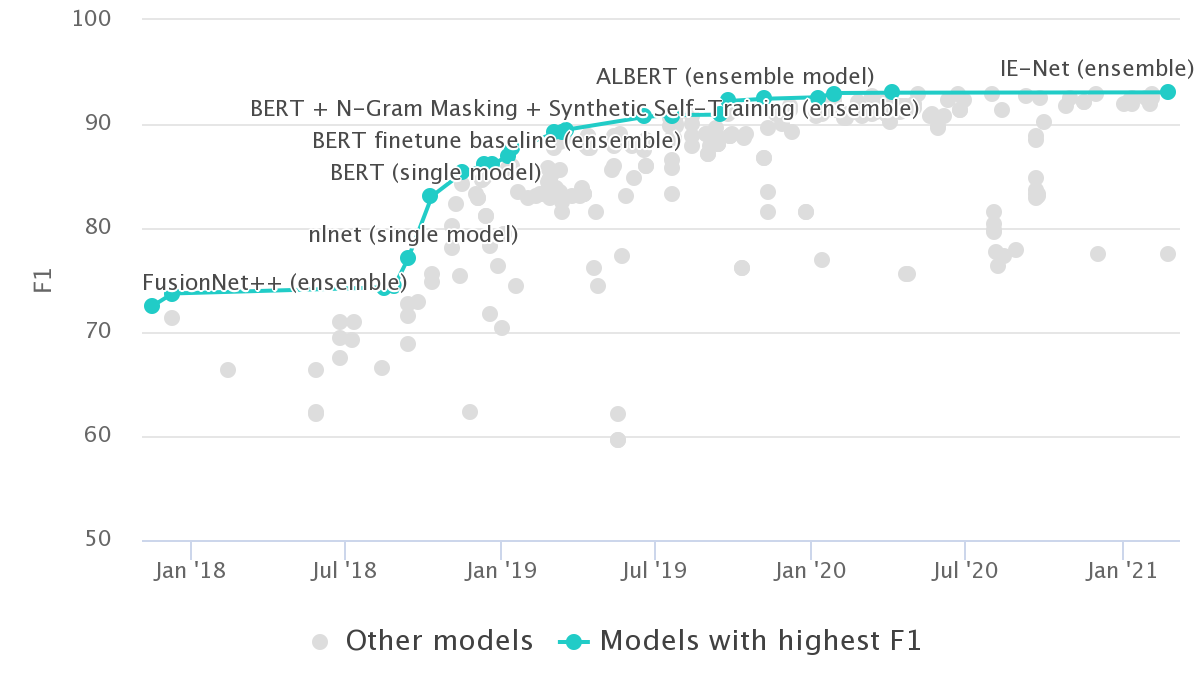 100
IE-Net (ensemble)
ALBERT (ensemble model)
BERT + N-Gram Masking + Synthetic Self-Training (ensemble)
90
BERT finetune baseline (ensemble)
BERT (single model)
80
nlnet (single model)
FusionNet++ (ensemble)
F1
70
60
50
Jan '18 Jul '18 Jan '19 Jul '19 Jan '20 Jul '20 Jan '21
Other models Models with highest F1